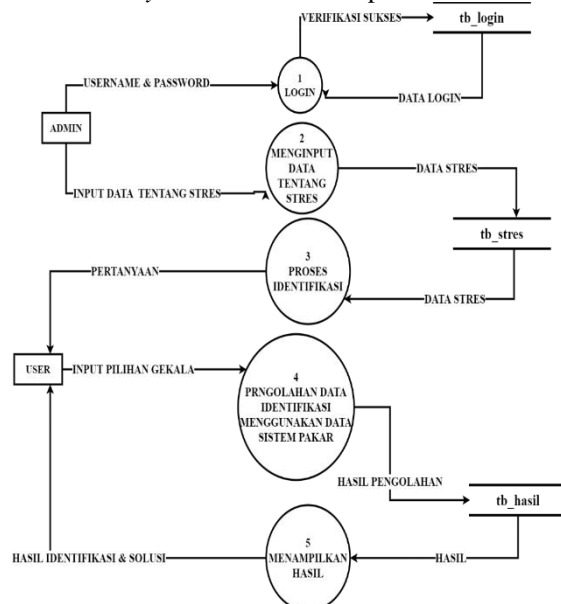 VERIFIKASI SUKSES
tb_login
USERNAME & PASSWORD
1
LOGIN
DATA LOGIN
ADMIN
2
MENGINPUT
DATA
TENTANG
STRES
DATA STRES
INPUT DATA TENTANG STRES
tb_stres
3
PROSES
IDENTIFIKASI
PERTANYAAN
DATA STRES
USER
INPUT PILIHAN GEKALA
4
PRNGOLAHAN DATA
IDENTIFIKASI
MENGGUNAKAN DATA
SISTEM PAKAR
HASIL PENGOLAHAN
tb_hasil
5
MENAMPILKAN
HASIL
HASIL IDENTIFIKASI & SOLUSI
HASIL